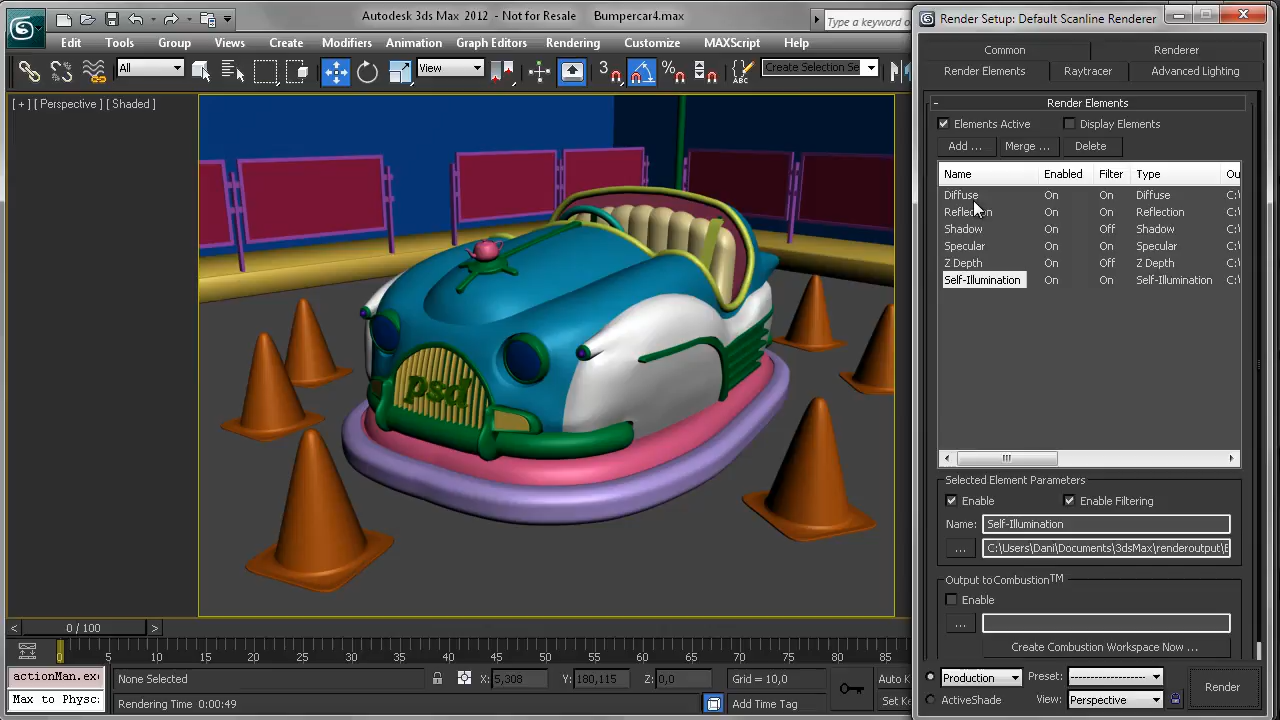 Autodesk 3ds Max 2012 - Not for Resale Bumpercar4.max
Type a keyword o
Edit Tools Group Views Create Modifiers Animation Graph Editors Rendering Customize MAXScript Help
All View 3 ABC Create Selection Se
[ + ] [ Perspective ] [ Shaded ]
psd
< 0 / 100 >
0 5 10 15 20 25 30 35 40 45 50 55 60 65 70 75 80 85
actionMan.ex
Max to Physc
None Selected X: 5,308 Y: 180,115 Z: 0,0 Grid = 10,0 Auto K
Rendering Time 0:00:49 Add Time Tag Set Ke
Render Setup: Default Scanline Renderer
Common Renderer
Render Elements Raytracer Advanced Lighting
- Render Elements
Elements Active Display Elements
Add ... Merge ... Delete
Name Enabled Filter Type Ou
Diffuse On On Diffuse C:\
Reflection On On Reflection C:\
Shadow On Off Shadow C:\
Specular On On Specular C:\
Z Depth On Off Z Depth C:\
Self-Illumination On On Self-Illumination C:\
Selected Element Parameters
Enable Enable Filtering
Name: Self-Illumination
... C:\Users\Dani\Documents\3dsMax\renderoutput\B
Output to Combustion™
Enable
...
Create Combustion Workspace Now ...
Production Preset: --------------------
ActiveShade View: Perspective
Render